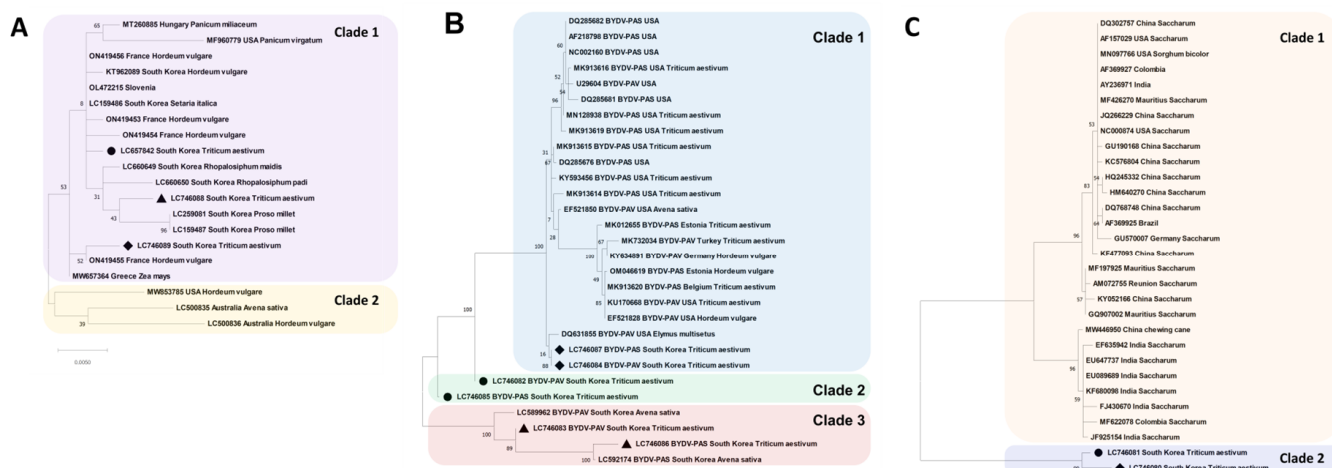 A
Clade 1
65
MT260885 Hungary Panicum miliaceum
MF960779 USA Panicum virgatum
ON419456 France Hordeum vulgare
KT962089 South Korea Hordeum vulgare
OL472215 Slovenia
8
LC159486 South Korea Setaria italica
ON419453 France Hordeum vulgare
ON419454 France Hordeum vulgare
LC657842 South Korea Triticum aestivum
LC660649 South Korea Rhopalosiphum maidis
53
LC660650 South Korea Rhopalosiphum padi
31
LC746088 South Korea Triticum aestivum
LC259081 South Korea Proso millet
43
LC159487 South Korea Proso millet
96
LC746089 South Korea Triticum aestivum
52
ON419455 France Hordeum vulgare
MW657364 Greece Zea mays
Clade 2
MW853785 USA Hordeum vulgare
LC500835 Australia Avena sativa
39
LC500836 Australia Hordeum vulgare
0.0050
B
Clade 1
DQ285682 BYDV-PAS USA
AF218798 BYDV-PAS USA
60
NC002160 BYDV-PAS USA
MK913616 BYDV-PAS USA Triticum aestivum
52
U29604 BYDV-PAV USA
54
DQ285681 BYDV-PAS USA
96
MN128938 BYDV-PAS USA Triticum aestivum
MK913619 BYDV-PAS USA Triticum aestivum
MK913615 BYDV-PAS USA Triticum aestivum
31
DQ285676 BYDV-PAS USA
67
KY593456 BYDV-PAS USA Triticum aestivum
MK913614 BYDV-PAS USA Triticum aestivum
EF521850 BYDV-PAV USA Avena sativa
7
MK012655 BYDV-PAS Estonia Triticum aestivum
28
MK732034 BYDV-PAV Turkey Triticum aestivum
67
100
KY634891 BYDV-PAV Germany Hordeum vulgare
100
OM046619 BYDV-PAS Estonia Hordeum vulgare
49
MK913620 BYDV-PAS Belgium Triticum aestivum
KU170668 BYDV-PAV USA Triticum aestivum
85
EF521828 BYDV-PAV USA Hordeum vulgare
100
DQ631855 BYDV-PAV USA Elymus multisetus
LC746087 BYDV-PAS South Korea Triticum aestivum
16
LC746084 BYDV-PAS South Korea Triticum aestivum
88
LC746082 BYDV-PAV South Korea Triticum aestivum
Clade 2
LC746085 BYDV-PAS South Korea Triticum aestivum
Clade 3
LC589962 BYDV-PAV South Korea Avena sativa
LC746083 BYDV-PAV South Korea Triticum aestivum
100
LC746086 BYDV-PAS South Korea Triticum aestivum
89
LC592174 BYDV-PAS South Korea Avena sativa
100
C
Clade 1
DQ302757 China Saccharum
AF157029 USA Saccharum
MN097766 USA Sorghum bicolor
AF369927 Colombia
AY236971 India
MF426270 Mauritius Saccharum
JQ266229 China Saccharum
53
NC000874 USA Saccharum
GU190168 China Saccharum
KC576804 China Saccharum
HQ245332 China Saccharum
54
HM640270 China Saccharum
83
DQ768748 China Saccharum
AF369925 Brazil
64
GU570007 Germany Saccharum
96
KF477093 China Saccharum
MF197925 Mauritius Saccharum
AM072755 Reunion Saccharum
KY052166 China Saccharum
57
GQ907002 Mauritius Saccharum
MW446950 China chewing cane
EF635942 India Saccharum
EU647737 India Saccharum
96
EU089689 India Saccharum
KF680098 India Saccharum
59
FJ430670 India Saccharum
MF622078 Colombia Saccharum
JF925154 India Saccharum
LC746081 South Korea Triticum aestivum
Clade 2
LC746080 South Korea Triticum aestivum